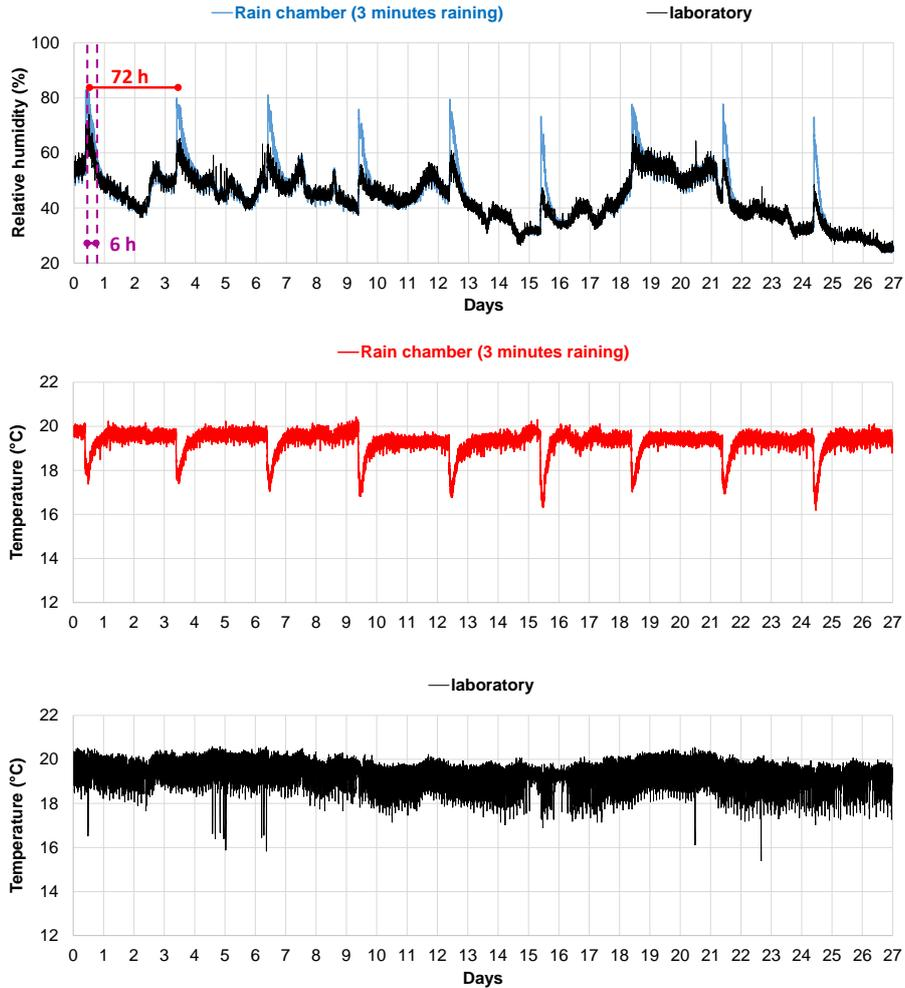 Rain chamber (3 minutes raining) laboratory
Relative humidity (%)
100
80
60
40
20
72 h
6 h
0 1 2 3 4 5 6 7 8 9 10 11 12 13 14 15 16 17 18 19 20 21 22 23 24 25 26 27
Days
Rain chamber (3 minutes raining)
Temperature (°C)
22
20
18
16
14
12
0 1 2 3 4 5 6 7 8 9 10 11 12 13 14 15 16 17 18 19 20 21 22 23 24 25 26 27
laboratory
Temperature (°C)
22
20
18
16
14
12
0 1 2 3 4 5 6 7 8 9 10 11 12 13 14 15 16 17 18 19 20 21 22 23 24 25 26 27
Days